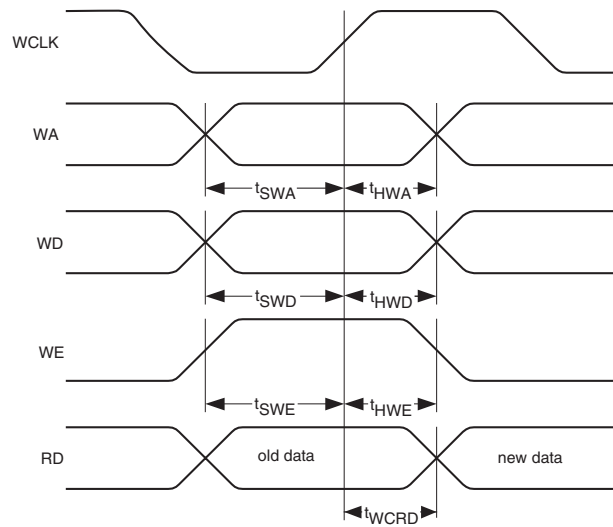 WCLK
WA
tSWA tHWA
WD
tSWD tHWD
WE
tSWE tHWE
RD old data new data
tWCRD